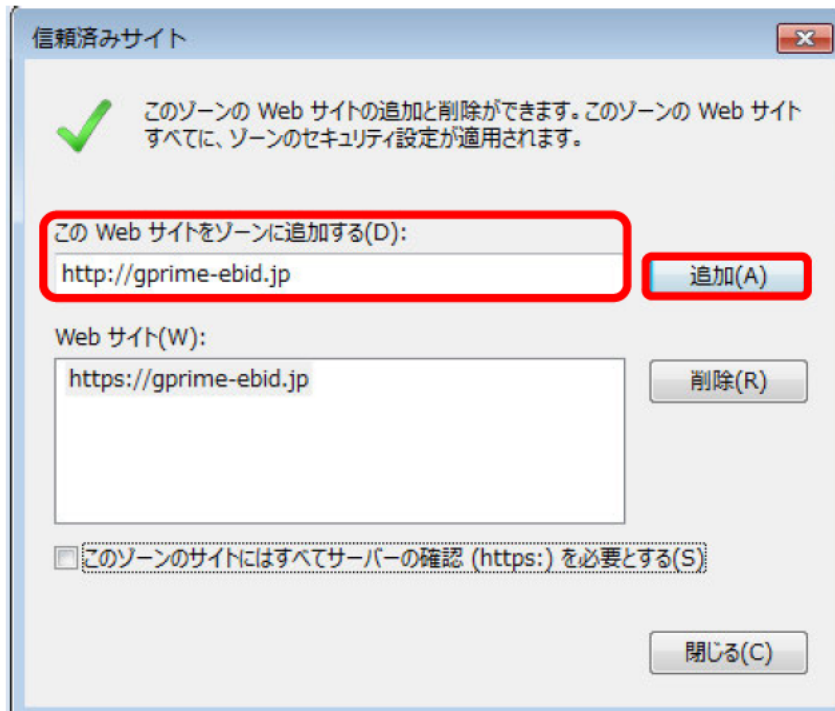 信頼済みサイト
このゾーンの Web サイトの追加と削除ができます。このゾーンの Web サイト
すべてに、ゾーンのセキュリティ設定が適用されます。
この Web サイトをゾーンに追加する(D):
http://gprime-ebid.jp
追加(A)
Web サイト(W):
https://gprime-ebid.jp
削除(R)
このゾーンのサイトにはすべてサーバーの確認 (https:) を必要とする(S)
閉じる(C)